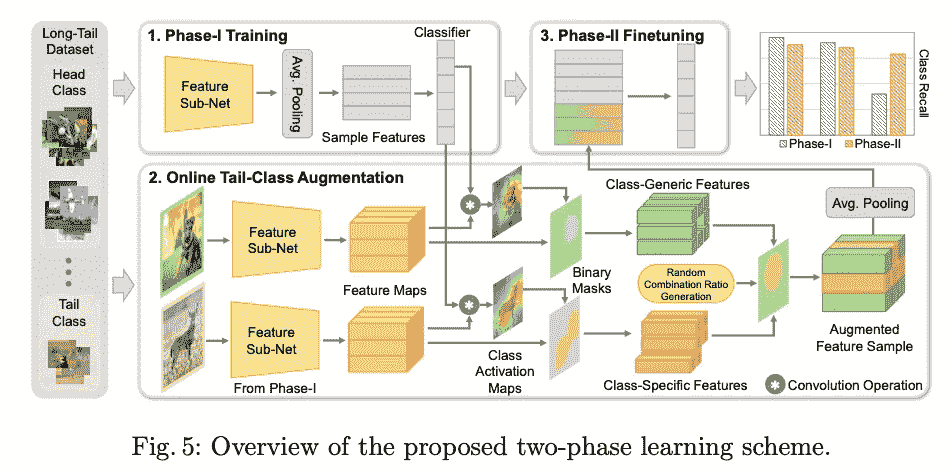 Long-Tail
Dataset
Head
Class
Tail
Class
1. Phase-I Training
Feature
Sub-Net
Avg. Pooling
Sample Features
Classifier
3. Phase-II Finetuning
Class Recall
Phase-I
Phase-II
2. Online Tail-Class Augmentation
Feature
Sub-Net
Feature Maps
Feature
Sub-Net
From Phase-I
Class
Activation
Maps
Binary
Masks
Class-Generic Features
Random
Combination Ratio
Generation
Class-Specific Features
Avg. Pooling
Augmented
Feature Sample
Convolution Operation
Fig. 5: Overview of the proposed two-phase learning scheme.